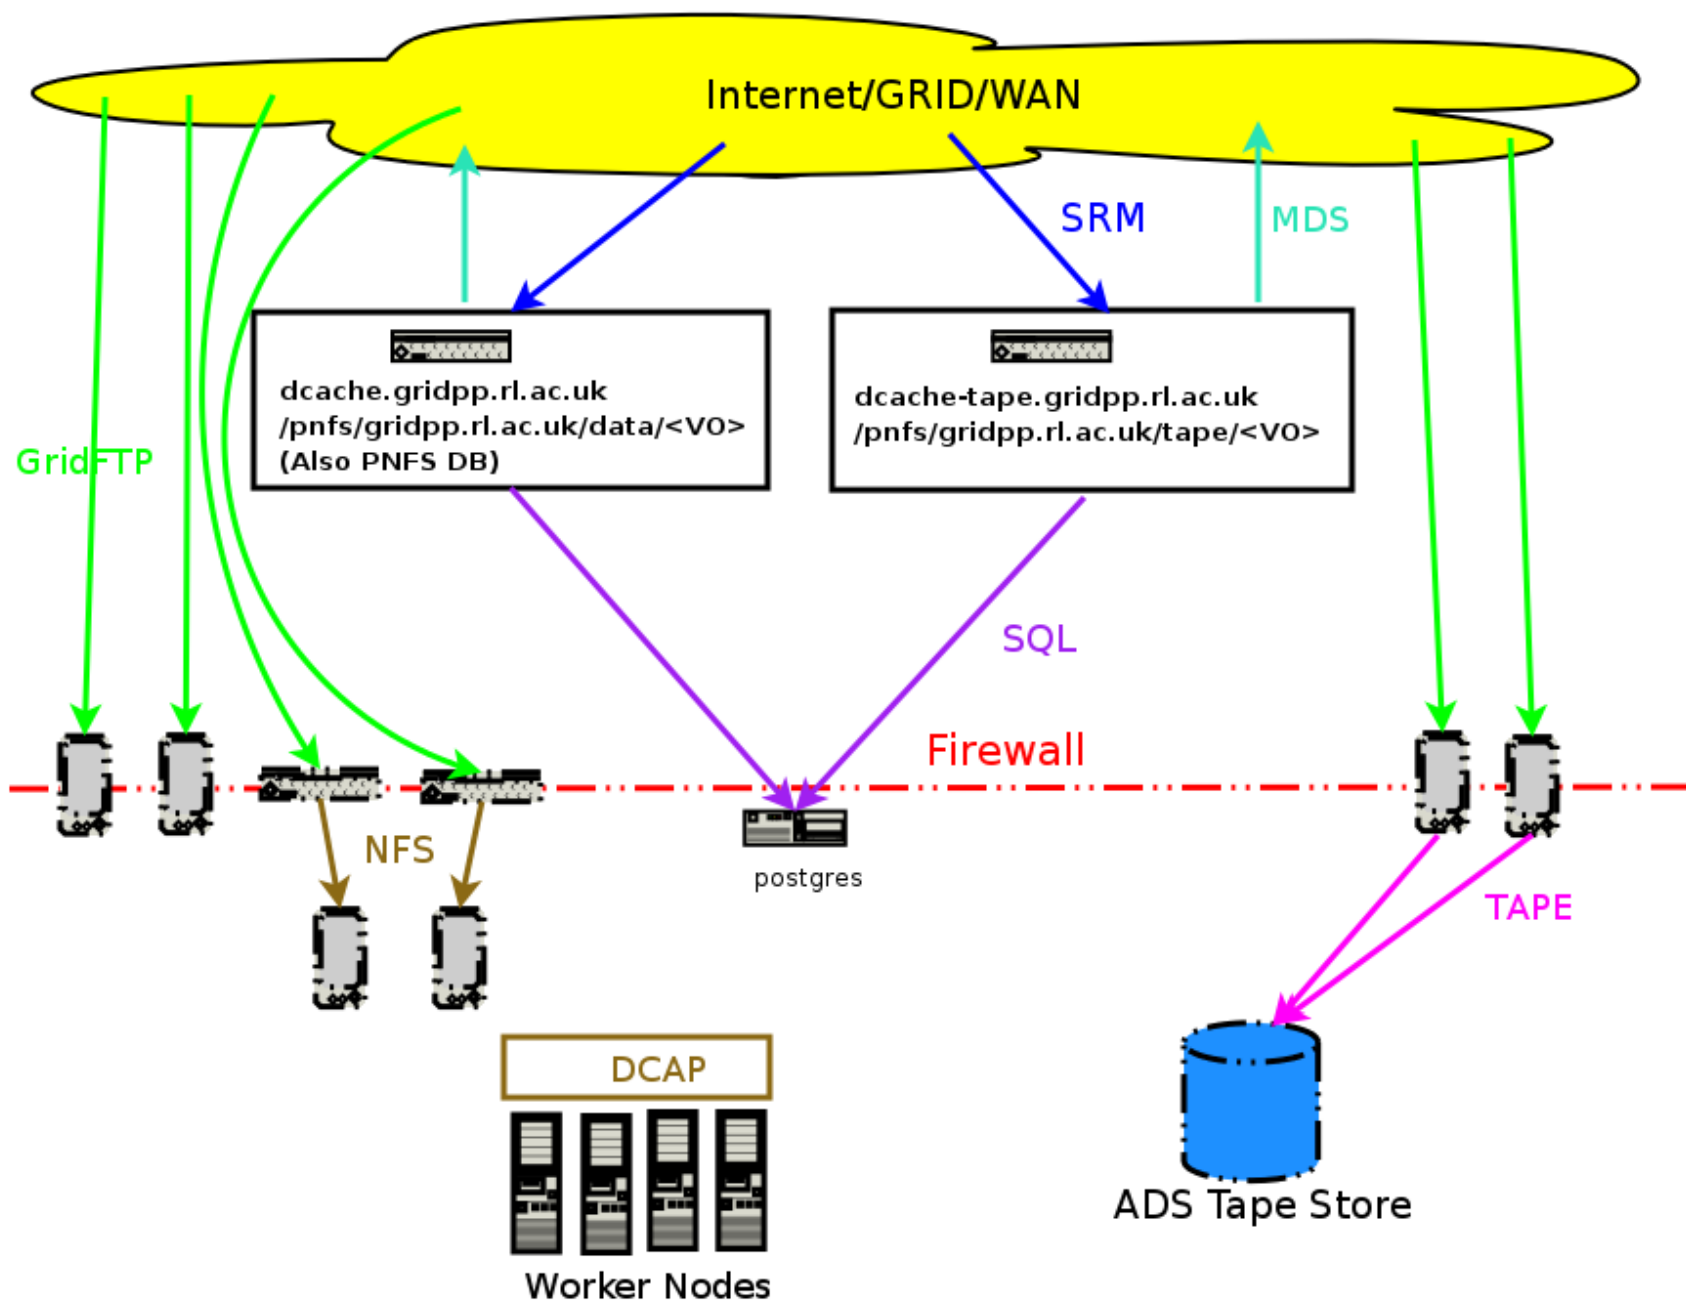 Internet/GRID/WAN
SRM
MDS
dcache.gridpp.rl.ac.uk
/pnfs/gridpp.rl.ac.uk/data/<VO>
(Also PNFS DB)
dcache-tape.gridpp.rl.ac.uk
/pnfs/gridpp.rl.ac.uk/tape/<VO>
GridFTP
SQL
Firewall
NFS
postgres
TAPE
DCAP
ADS Tape Store
Worker Nodes